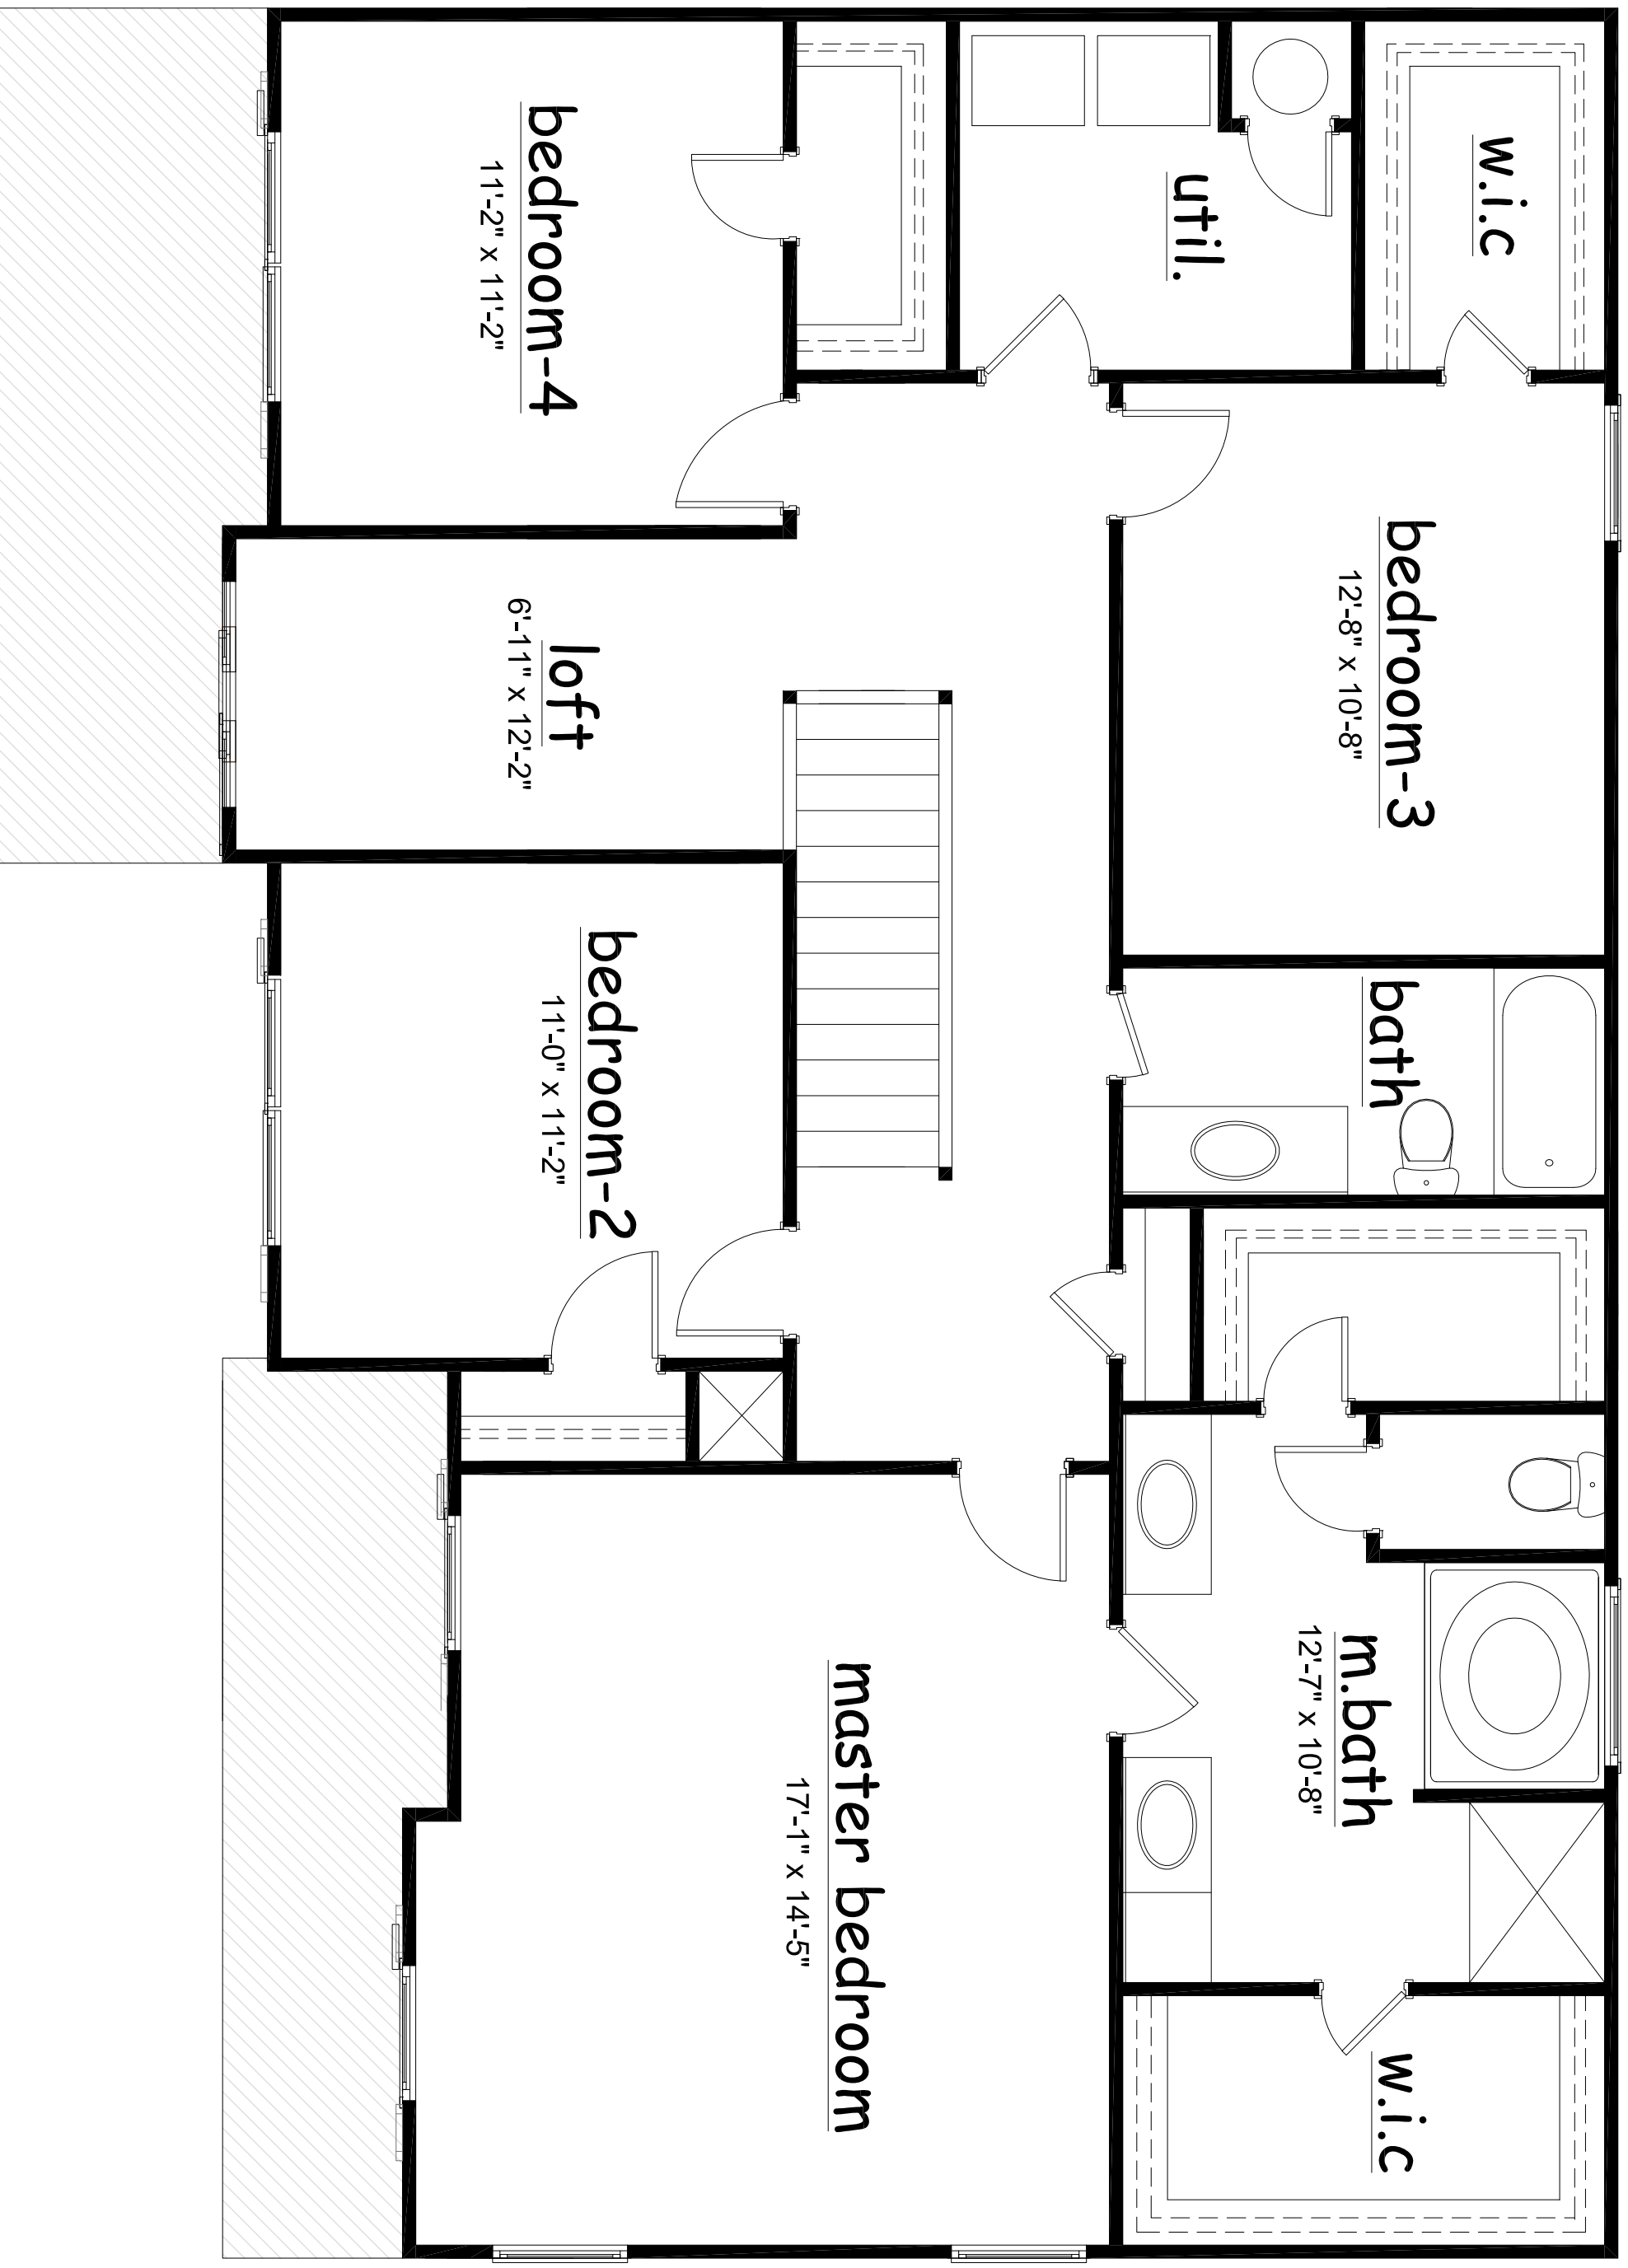 w.i.c
util.
bedroom-4
11'-2" x 11'-2"
bedroom-3
12'-8" x 10'-8"
loft
6'-11" x 12'-2"
bath
bedroom-2
11'-0" x 11'-2"
m.bath
12'-7" x 10'-8"
master bedroom
17'-1" x 14'-5"
w.i.c